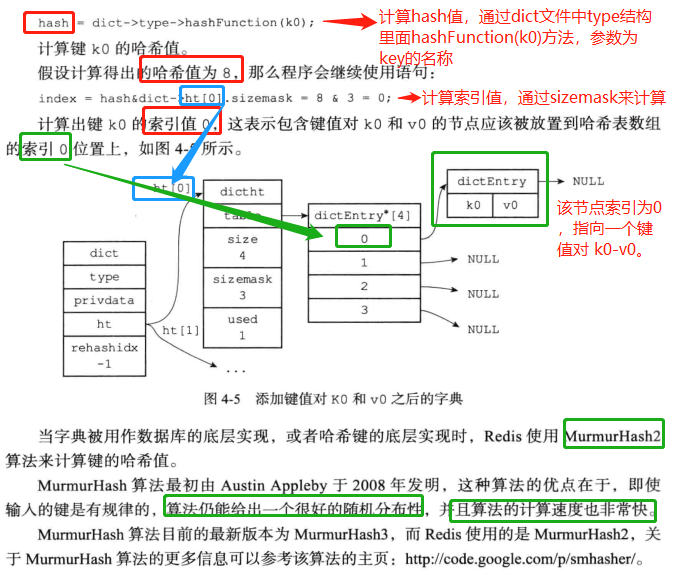 hash = dict->type->hashFunction(k0);
计算hash值，通过dict文件中type结构
里面hashFunction(k0)方法，参数为
key的名称
计算键 k0 的哈希值。
假设计算得出的哈希值为 8，那么程序会继续使用语句：
index = hash&dict->ht[0].sizemask = 8 & 3 = 0;
计算索引值，通过sizemask来计算
计算出键 k0 的索引值 0，这表示包含键值对 k0 和 v0 的节点应该被放置到哈希表数组
的索引 0 位置上，如图 4-5 所示。
ht[0]
dictht
table
size
4
sizemask
3
used
1
dictEntry*[4]
0
1
2
3
dictEntry
k0
v0
NULL
NULL
NULL
NULL
该节点索引为0
，指向一个键
值对 k0-v0。
dict
type
privdata
ht
rehashidx
-1
ht[1]
...
图 4-5 添加键值对 K0 和 v0 之后的字典
当字典被用作数据库的底层实现，或者哈希键的底层实现时，Redis 使用 MurmurHash2
算法来计算键的哈希值。
MurmurHash 算法最初由 Austin Appleby 于 2008 年发明，这种算法的优点在于，即使
输入的键是有规律的，算法仍能给出一个很好的随机分布性，并且算法的计算速度也非常快。
MurmurHash 算法目前的最新版本为 MurmurHash3，而 Redis 使用的是 MurmurHash2，关
于 MurmurHash 算法的更多信息可以参考该算法的主页：http://code.google.com/p/smhasher/。